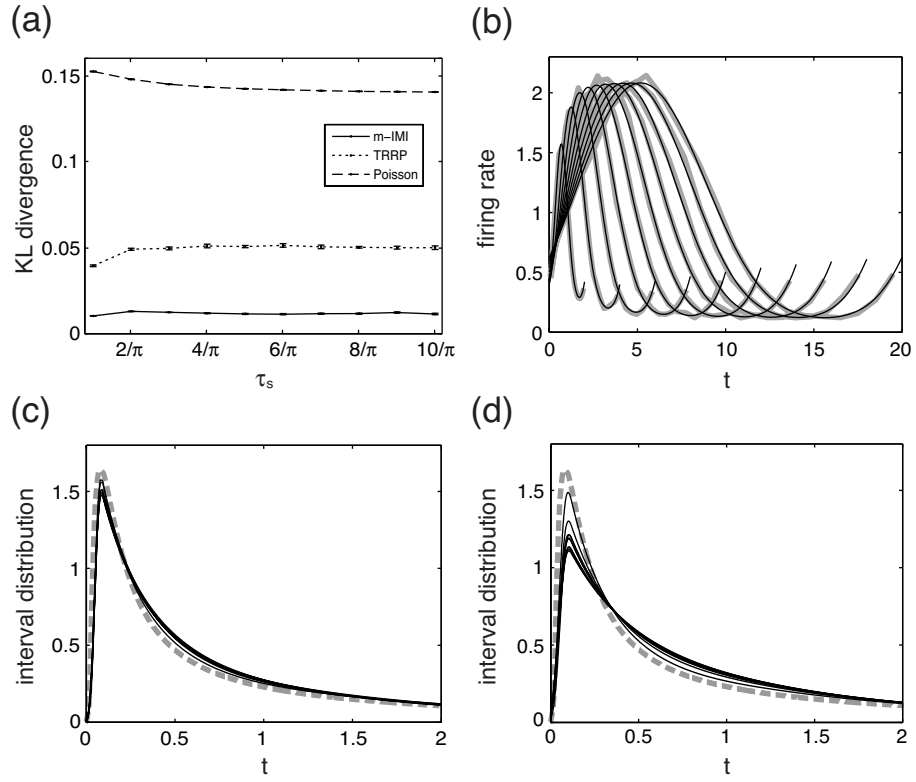 (a)
KL divergence
0.15
0.1
0.05
0
m-IMI
TRRP
Poisson
2/π 4/π 6/π 8/π 10/π
τs
(b)
firing rate
2
1.5
1
0.5
0
0 5 10 15 20
t
(c)
interval distribution
1.5
1
0.5
0
0 0.5 1 1.5 2
t
(d)
interval distribution
1.5
1
0.5
0
0 0.5 1 1.5 2
t